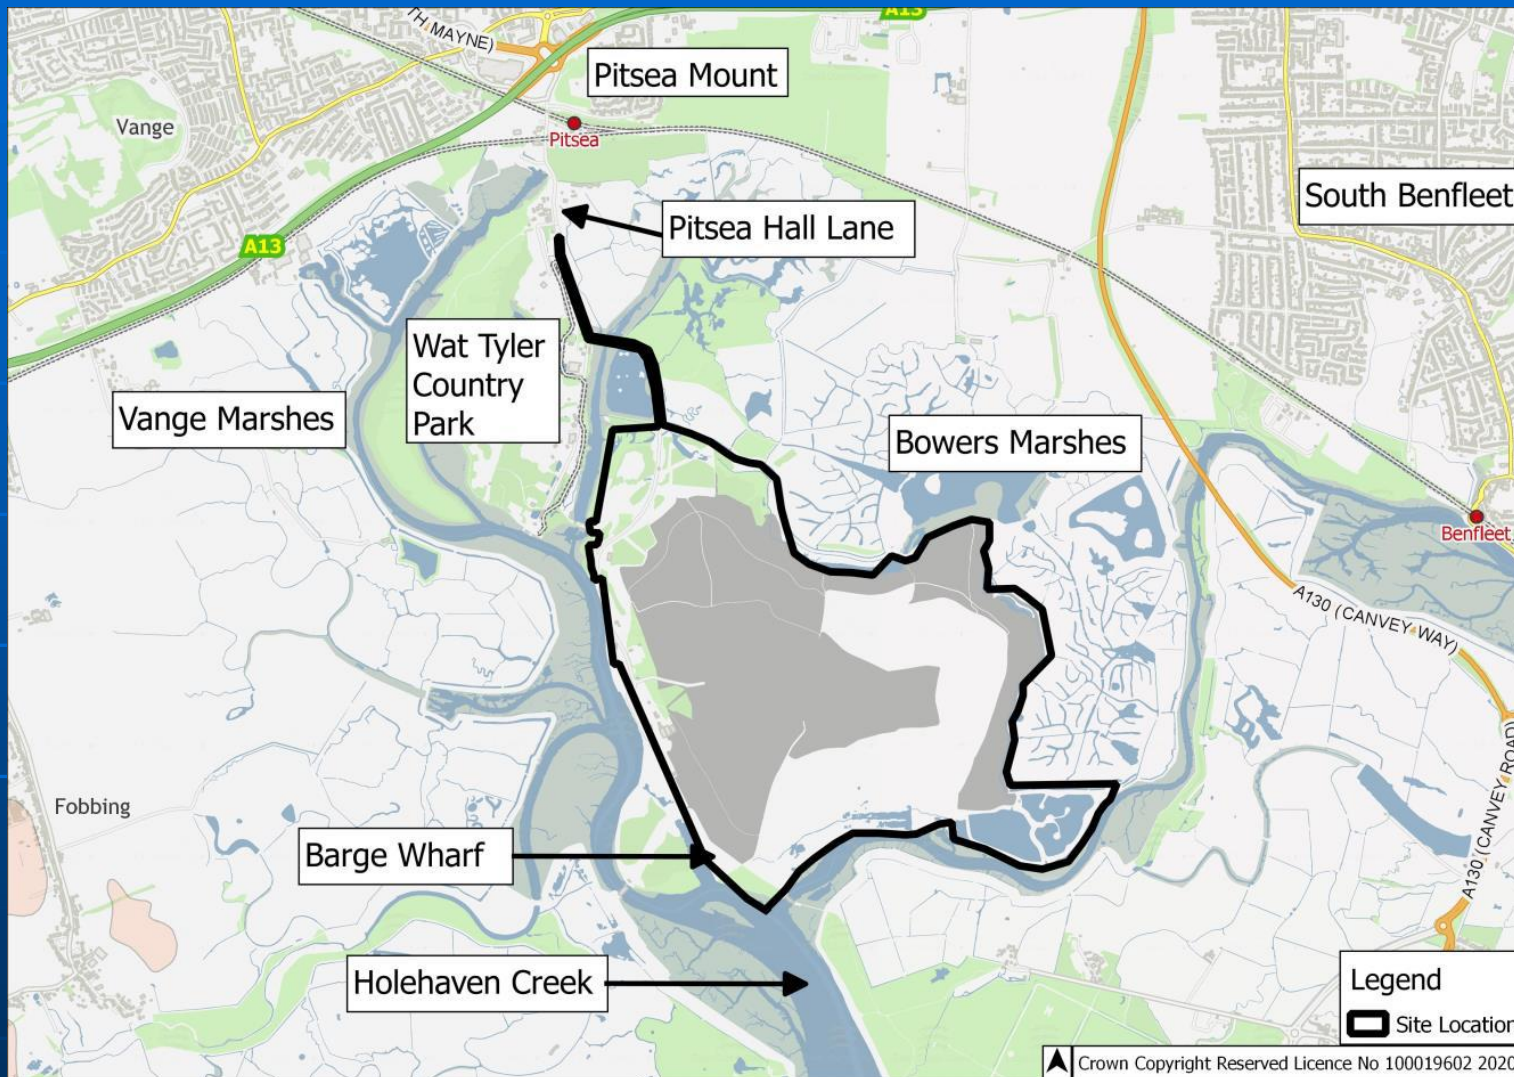 A13
TH MAYNE)
Pitsea Mount
Vange
Pitsea
South Benfleet
Pitsea Hall Lane
A13
Wat Tyler
Country
Park
Vange Marshes
Bowers Marshes
Benfleet
A130 (CANVEY WAY)
A130 (CANVEY ROAD)
Fobbing
Barge Wharf
Holehaven Creek
Legend
Site Location
Crown Copyright Reserved Licence No 100019602 2020